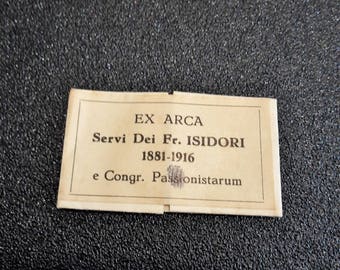 EX ARCA
Servi Dei Fr. ISIDORI
1881-1916
e Congr. Passionistarum